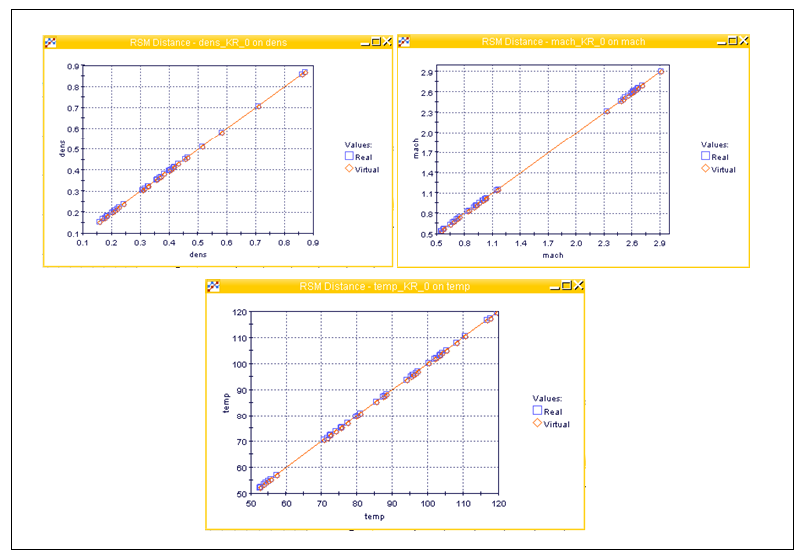 RSM Distance - dens_KR_0 on dens
0.9
0.8
0.7
0.6
0.5
0.4
0.3
0.2
0.1
dens
0.1 0.2 0.3 0.4 0.5 0.6 0.7 0.8 0.9
dens
Values:
Real
Virtual
RSM Distance - mach_KR_0 on mach
2.9
2.6
2.3
2.0
1.7
1.4
1.1
0.8
0.5
mach
0.5 0.8 1.1 1.4 1.7 2.0 2.3 2.6 2.9
mach
Values:
Real
Virtual
RSM Distance - temp_KR_0 on temp
120
110
100
90
80
70
60
50
temp
50 60 70 80 90 100 110 120
temp
Values:
Real
Virtual